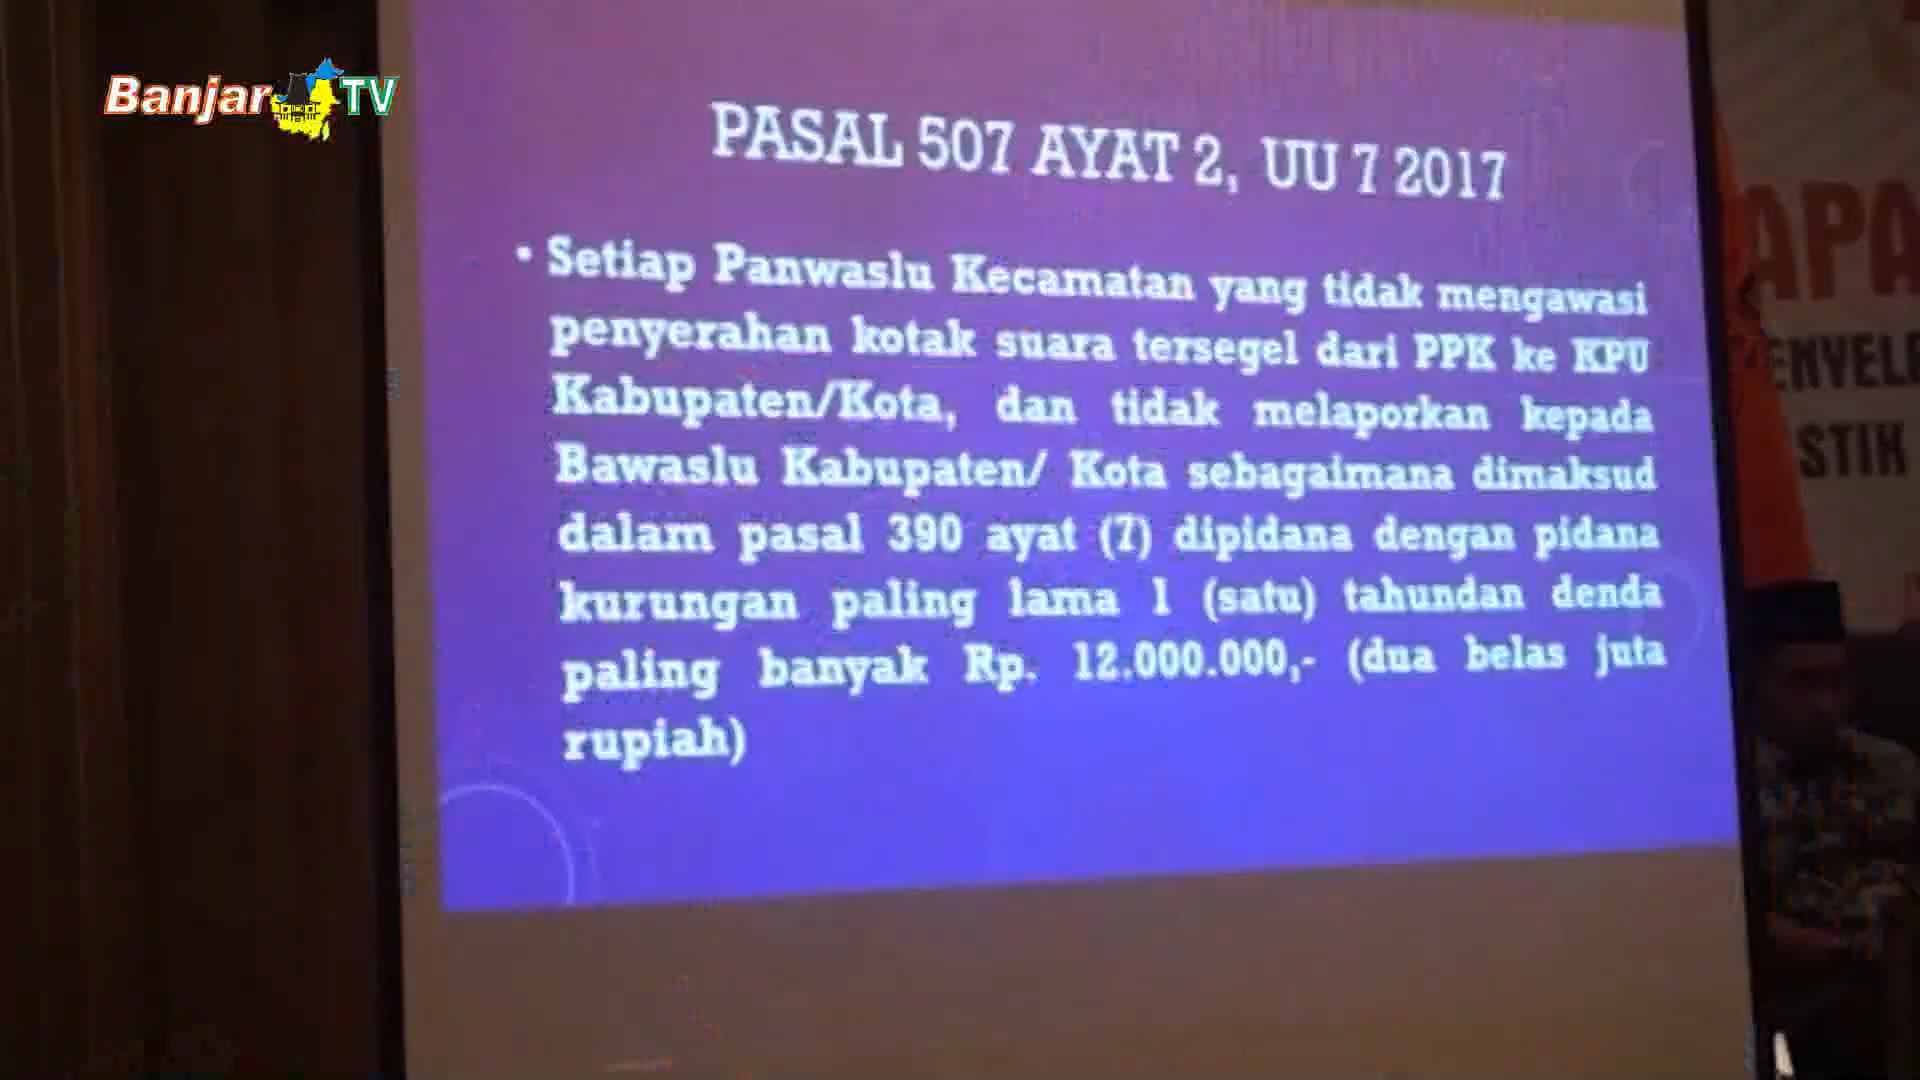 Banjar TV
PASAL 507 AYAT 2, UU 7 2017
• Setiap Panwaslu Kecamatan yang tidak mengawasi
penyerahan kotak suara tersegel dari PPK ke KPU
Kabupaten/Kota, dan tidak melaporkan kepada
Bawaslu Kabupaten/ Kota sebagaimana dimaksud
dalam pasal 390 ayat (7) dipidana dengan pidana
kurungan paling lama 1 (satu) tahundan denda
paling banyak Rp. 12.000.000,- (dua belas juta
rupiah)
APA
ENYELE
STIK